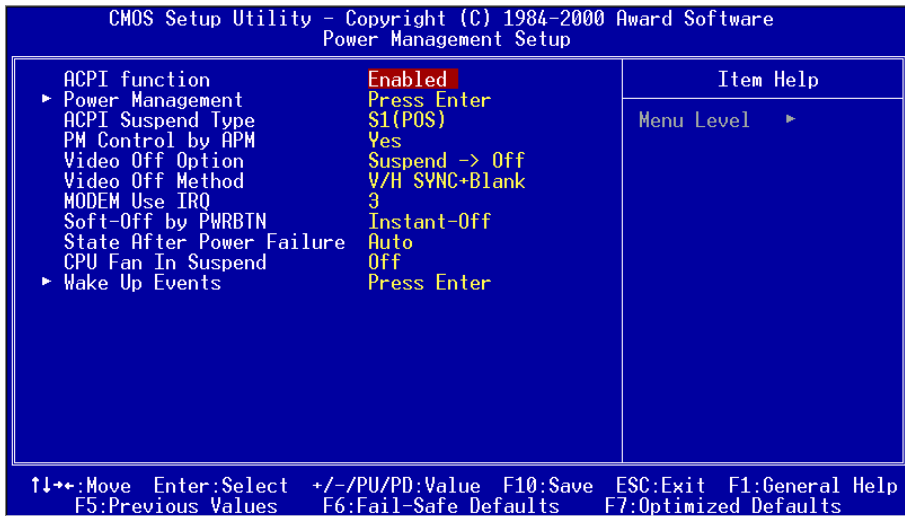 CMOS Setup Utility - Copyright (C) 1984-2000 Award Software
Power Management Setup
ACPI function Enabled
► Power Management Press Enter
ACPI Suspend Type S1(POS)
PM Control by APM Yes
Video Off Option Suspend -> Off
Video Off Method V/H SYNC+Blank
MODEM Use IRQ 3
Soft-Off by PWRBTN Instant-Off
State After Power Failure Auto
CPU Fan In Suspend Off
► Wake Up Events Press Enter
Item Help
Menu Level ►
↑↓→←:Move Enter:Select +/-/PU/PD:Value F10:Save ESC:Exit F1:General Help
F5:Previous Values F6:Fail-Safe Defaults F7:Optimized Defaults